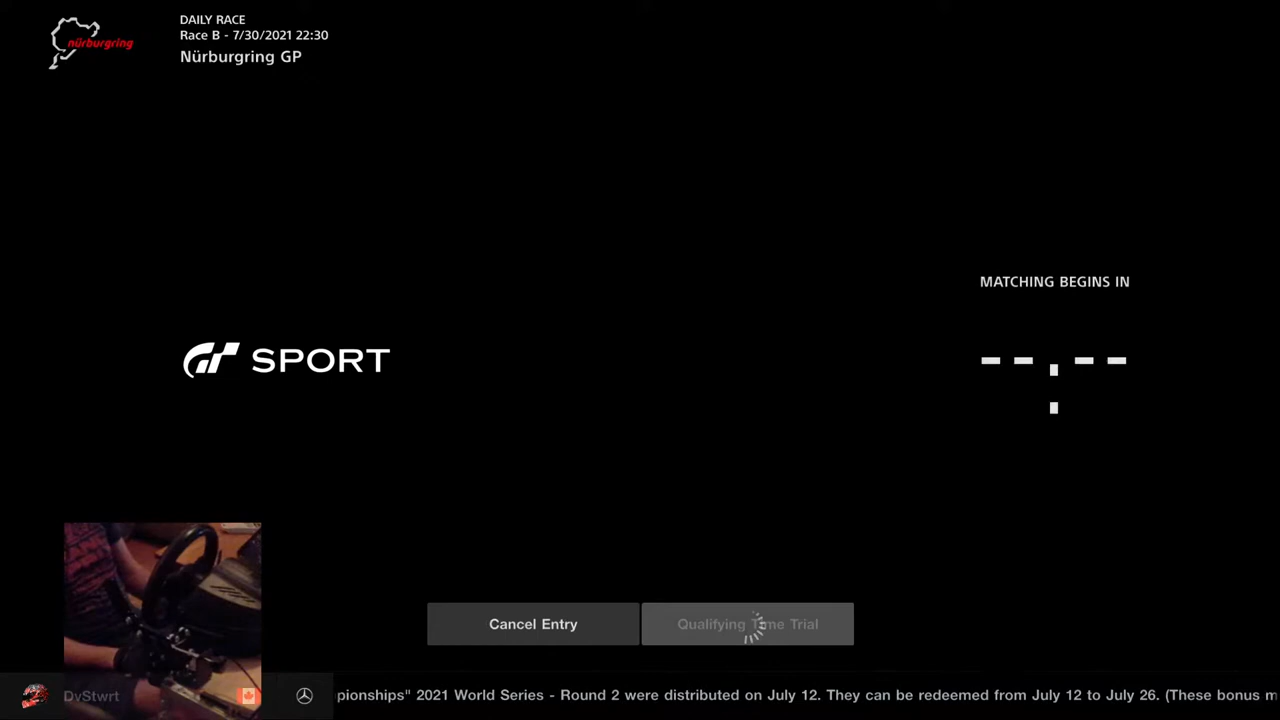 nürburgring
DAILY RACE
Race B - 7/30/2021 22:30
Nürburgring GP
MATCHING BEGINS IN
-- : --
GT SPORT
Cancel Entry
Qualifying Time Trial
DvStwrt
pionships" 2021 World Series - Round 2 were distributed on July 12. They can be redeemed from July 12 to July 26. (These bonus m